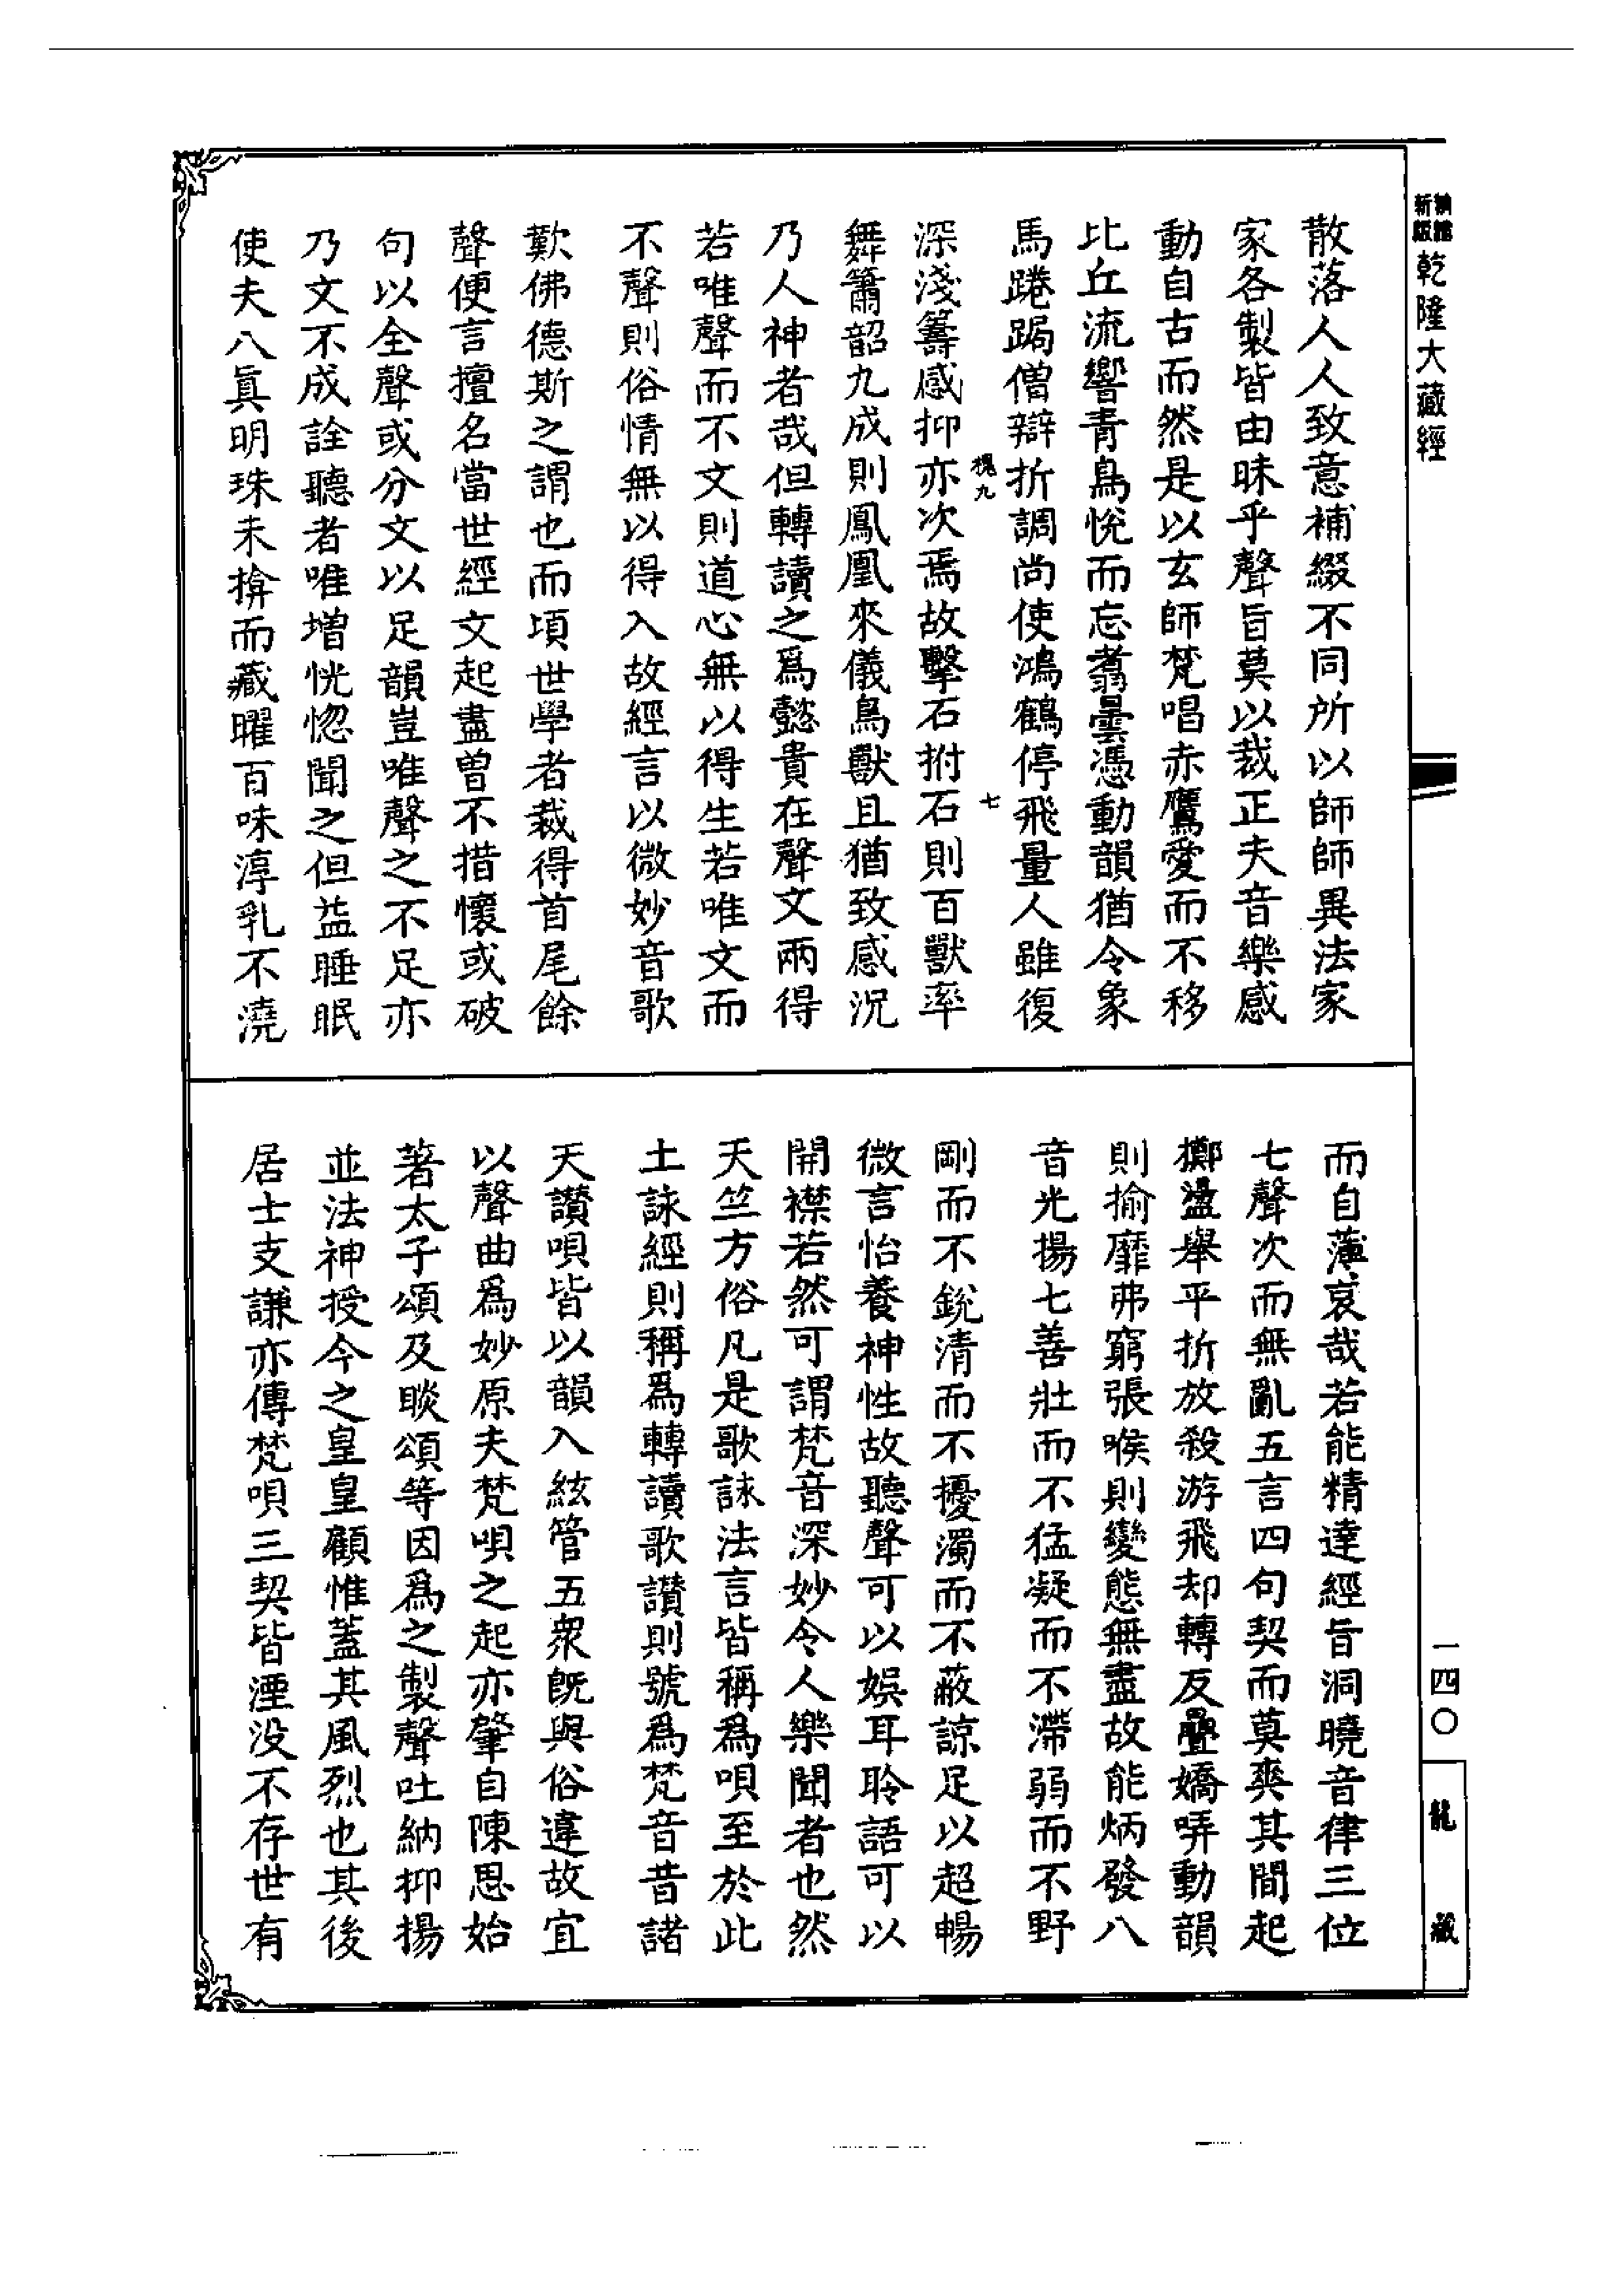 新版
精縮
乾隆大藏經
散落人人致意補綴不同所以師師異法家
家各製皆由昧乎聲旨莫以裁正夫音樂感
動自古而然是以玄師梵唱赤鴈愛而不移
比丘流響青鳥悅而忘翥曇憑動韻猶令象
馬踡跼僧辯折調尚使鴻鶴停飛量人雖復
槐九
七
深淺籌感抑亦次焉故擊石拊石則百獸率
舞簫韶九成則鳳凰來儀鳥獸且猶致感況
乃人神者哉但轉讀之為懿貴在聲文兩得
若唯聲而不文則道心無以得生若唯文而
不聲則俗情無以得入故經言以微妙音歌
歎佛德斯之謂也而頃世學者裁得首尾餘
聲便言擅名當世經文起盡曾不措懷或破
句以全聲或分文以足韻豈唯聲之不足亦
乃文不成詮聽者唯增恍惚聞之但益睡眠
使夫八真明珠未揜而藏曜百味淳乳不澆
而自薄哀哉若能精達經旨洞曉音律三位
七聲次而無亂五言四句契而莫爽其間起
擲盪舉平折放殺游飛却轉反疊嬌哢動韻
則揄靡弗窮張喉則變態無盡故能炳發八
音光揚七善壯而不猛凝而不滯弱而不野
剛而不銳清而不擾濁而不蔽諒足以超暢
微言怡養神性故聽聲可以娛耳聆語可以
開襟若然可謂梵音深妙令人樂聞者也然
天竺方俗凡是歌詠法言皆稱為唄至於此
土詠經則稱為轉讀歌讚則號為梵音昔諸
天讚唄皆以韻入絃管五衆既與俗違故宜
以聲曲為妙原夫梵唄之起亦肇自陳思始
著太子頌及睒頌等因為之製聲吐納抑揚
並法神授今之皇皇顧惟蓋其風烈也其後
居士支謙亦傳梵唄三契皆湮没不存世有
一四〇
龍藏